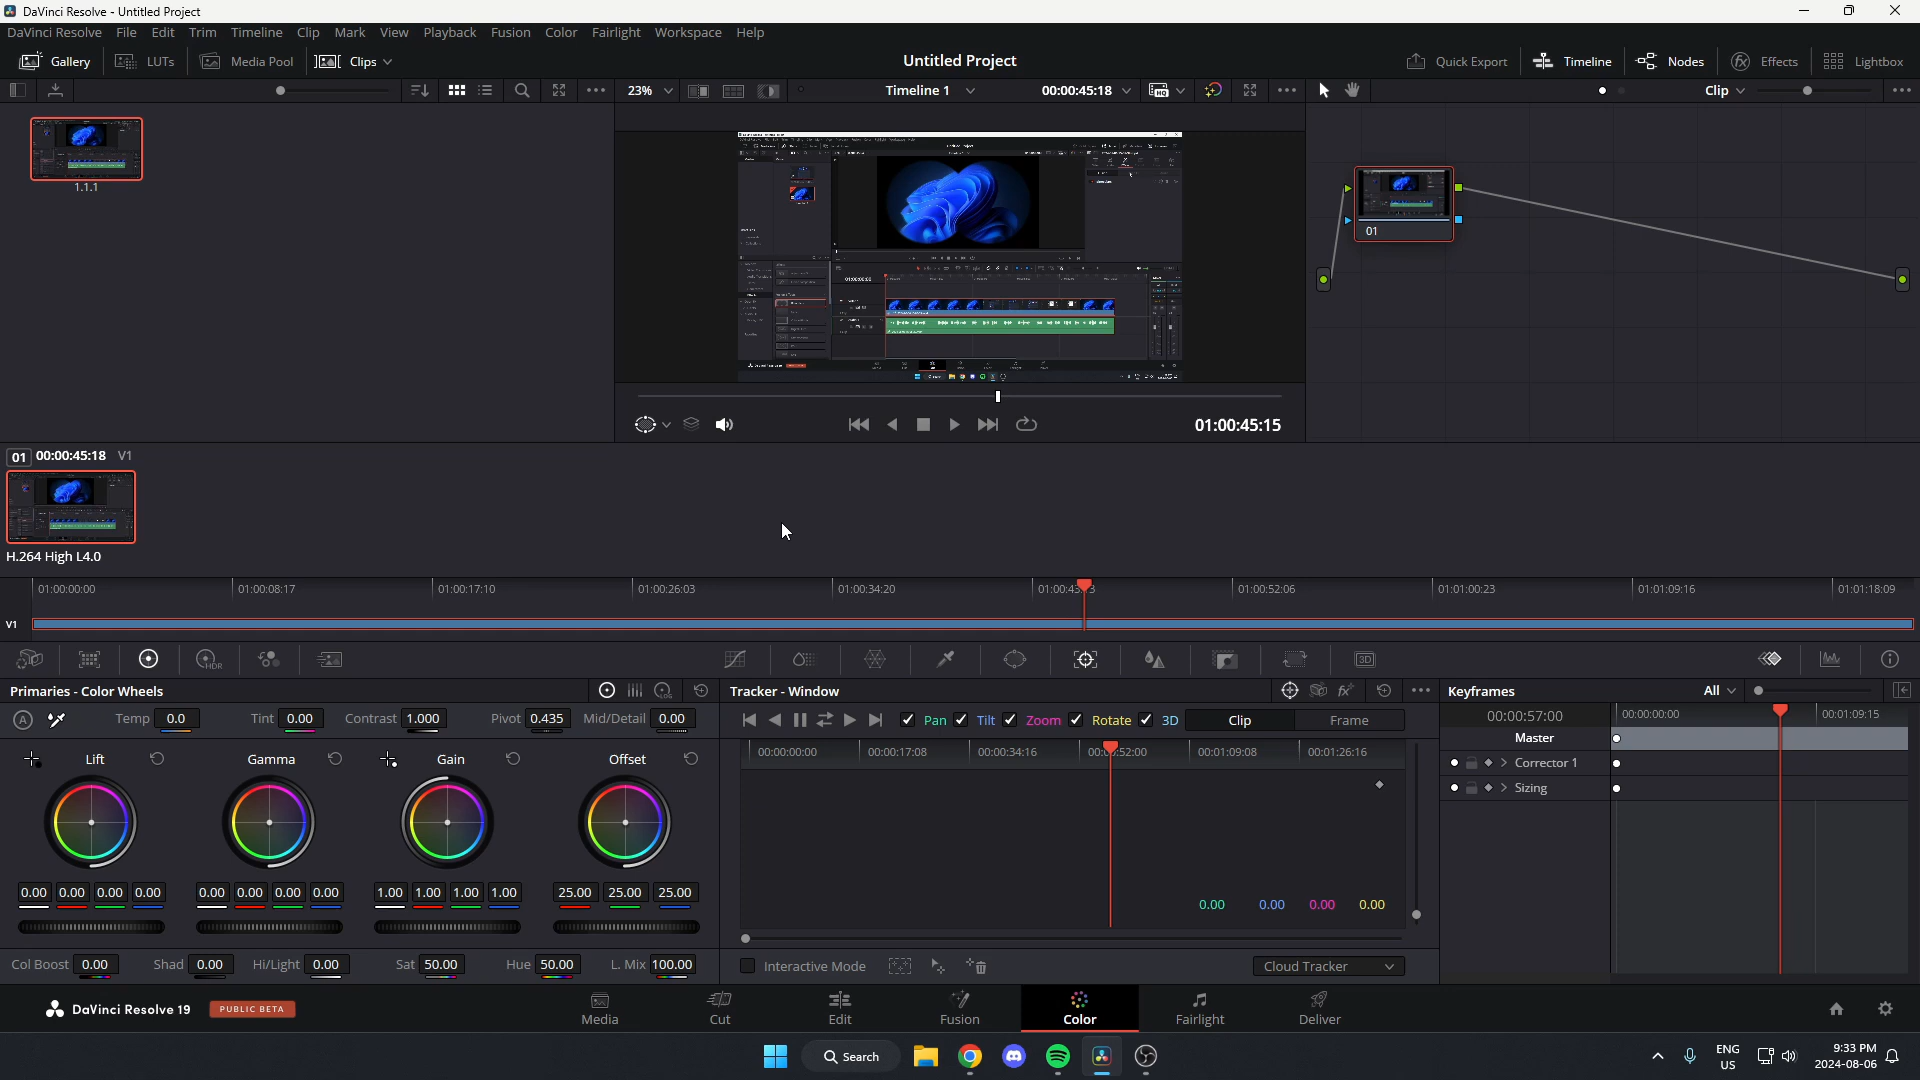 DaVinci Resolve - Untitled Project
DaVinci Resolve File Edit Trim Timeline Clip Mark View Playback Fusion Color Fairlight Workspace Help
Gallery LUTs Media Pool Clips Untitled Project Quick Export Timeline Nodes Effects Lightbox
23% Timeline 1 00:00:45:18 Clip
1.1.1
01
01:00:45:15
01 00:00:45:18 V1
H.264 High L4.0
01:00:00:00 01:00:08:17 01:00:17:10 01:00:26:03 01:00:34:20 01:00:52:06 01:01:00:23 01:01:09:16 01:01:18:09
V1
HDR 3D
Primaries - Color Wheels
A Temp 0.0 Tint 0.00 Contrast 1.000 Pivot 0.435 Mid/Detail 0.00
Lift Gamma Gain Offset
0.00 0.00 0.00 0.00 0.00 0.00 0.00 0.00 1.00 1.00 1.00 1.00 25.00 25.00 25.00
Col Boost 0.00 Shad 0.00 Hi/Light 0.00 Sat 50.00 Hue 50.00 L. Mix 100.00
Tracker - Window
Pan Tilt Zoom Rotate 3D Clip Frame
00:00:00:00 00:00:17:08 00:00:34:16 00:00:52:00 00:01:09:08 00:01:26:16
0.00 0.00 0.00 0.00
Interactive Mode Cloud Tracker
Keyframes All
00:00:57:00 00:00:00:00 00:01:09:15
Master
Corrector 1
Sizing
DaVinci Resolve 19 PUBLIC BETA
Media Cut Edit Fusion Color Fairlight Deliver
Search
ENG
US
9:33 PM
2024-08-06